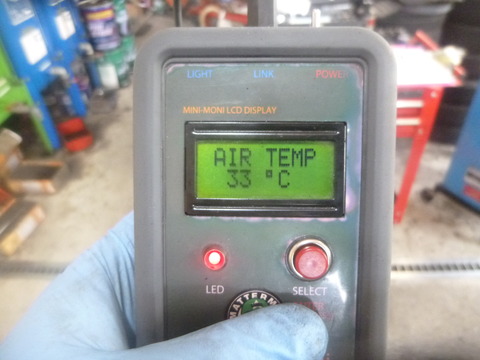 LIGHT LINK POWER
MINI-MONI LCD DISPLAY
AIR TEMP
33 °C
LED SELECT